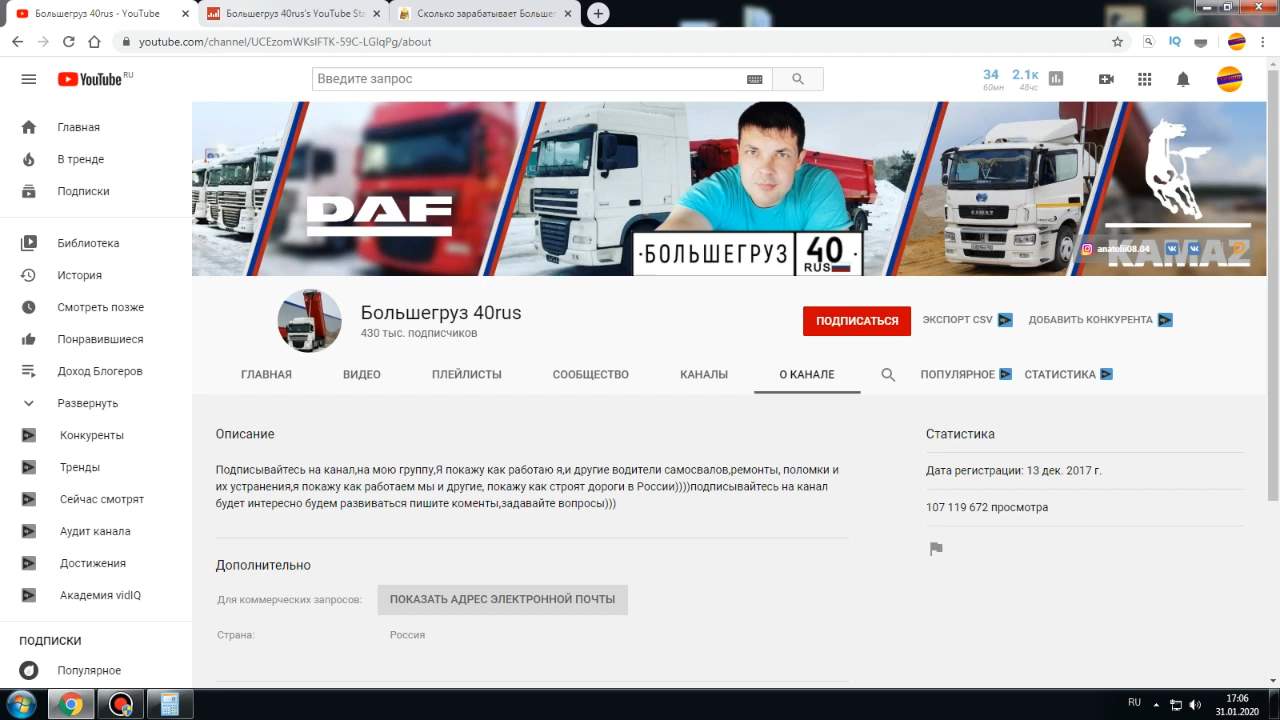 Большегруз 40rus - YouTube
Большегруз 40rus's YouTube Sta
Сколько зарабатывает Больше
youtube.com/channel/UCEzomWKsIFTK-59C-LGIqPg/about
IQ
YouTube RU
Введите запрос
34 2.1к
60мн 48чс
Главная
В тренде
Подписки
Библиотека
История
Смотреть позже
Понравившиеся
Доход Блогеров
Развернуть
Конкуренты
Тренды
Сейчас смотрят
Аудит канала
Достижения
Академия vidIQ
ПОДПИСКИ
Популярное
DAF
·БОЛЬШЕГРУЗ 40·
RUS
KAMAZ
anatolii08.04
KAMAZ
Большегруз 40rus
430 тыс. подписчиков
ПОДПИСАТЬСЯ
ЭКСПОРТ CSV
ДОБАВИТЬ КОНКУРЕНТА
ГЛАВНАЯ ВИДЕО ПЛЕЙЛИСТЫ СООБЩЕСТВО КАНАЛЫ О КАНАЛЕ ПОПУЛЯРНОЕ СТАТИСТИКА
Описание
Подписывайтесь на канал,на мою группу,Я покажу как работаю я,и другие водители самосвалов,ремонты, поломки и
их устранения,я покажу как работаем мы и другие, покажу как строят дороги в России))))подписывайтесь на канал
будет интересно будем развиваться пишите коменты,задавайте вопросы)))
Дополнительно
Для коммерческих запросов: ПОКАЗАТЬ АДРЕС ЭЛЕКТРОННОЙ ПОЧТЫ
Страна: Россия
Статистика
Дата регистрации: 13 дек. 2017 г.
107 119 672 просмотра
RU
17:06
31.01.2020